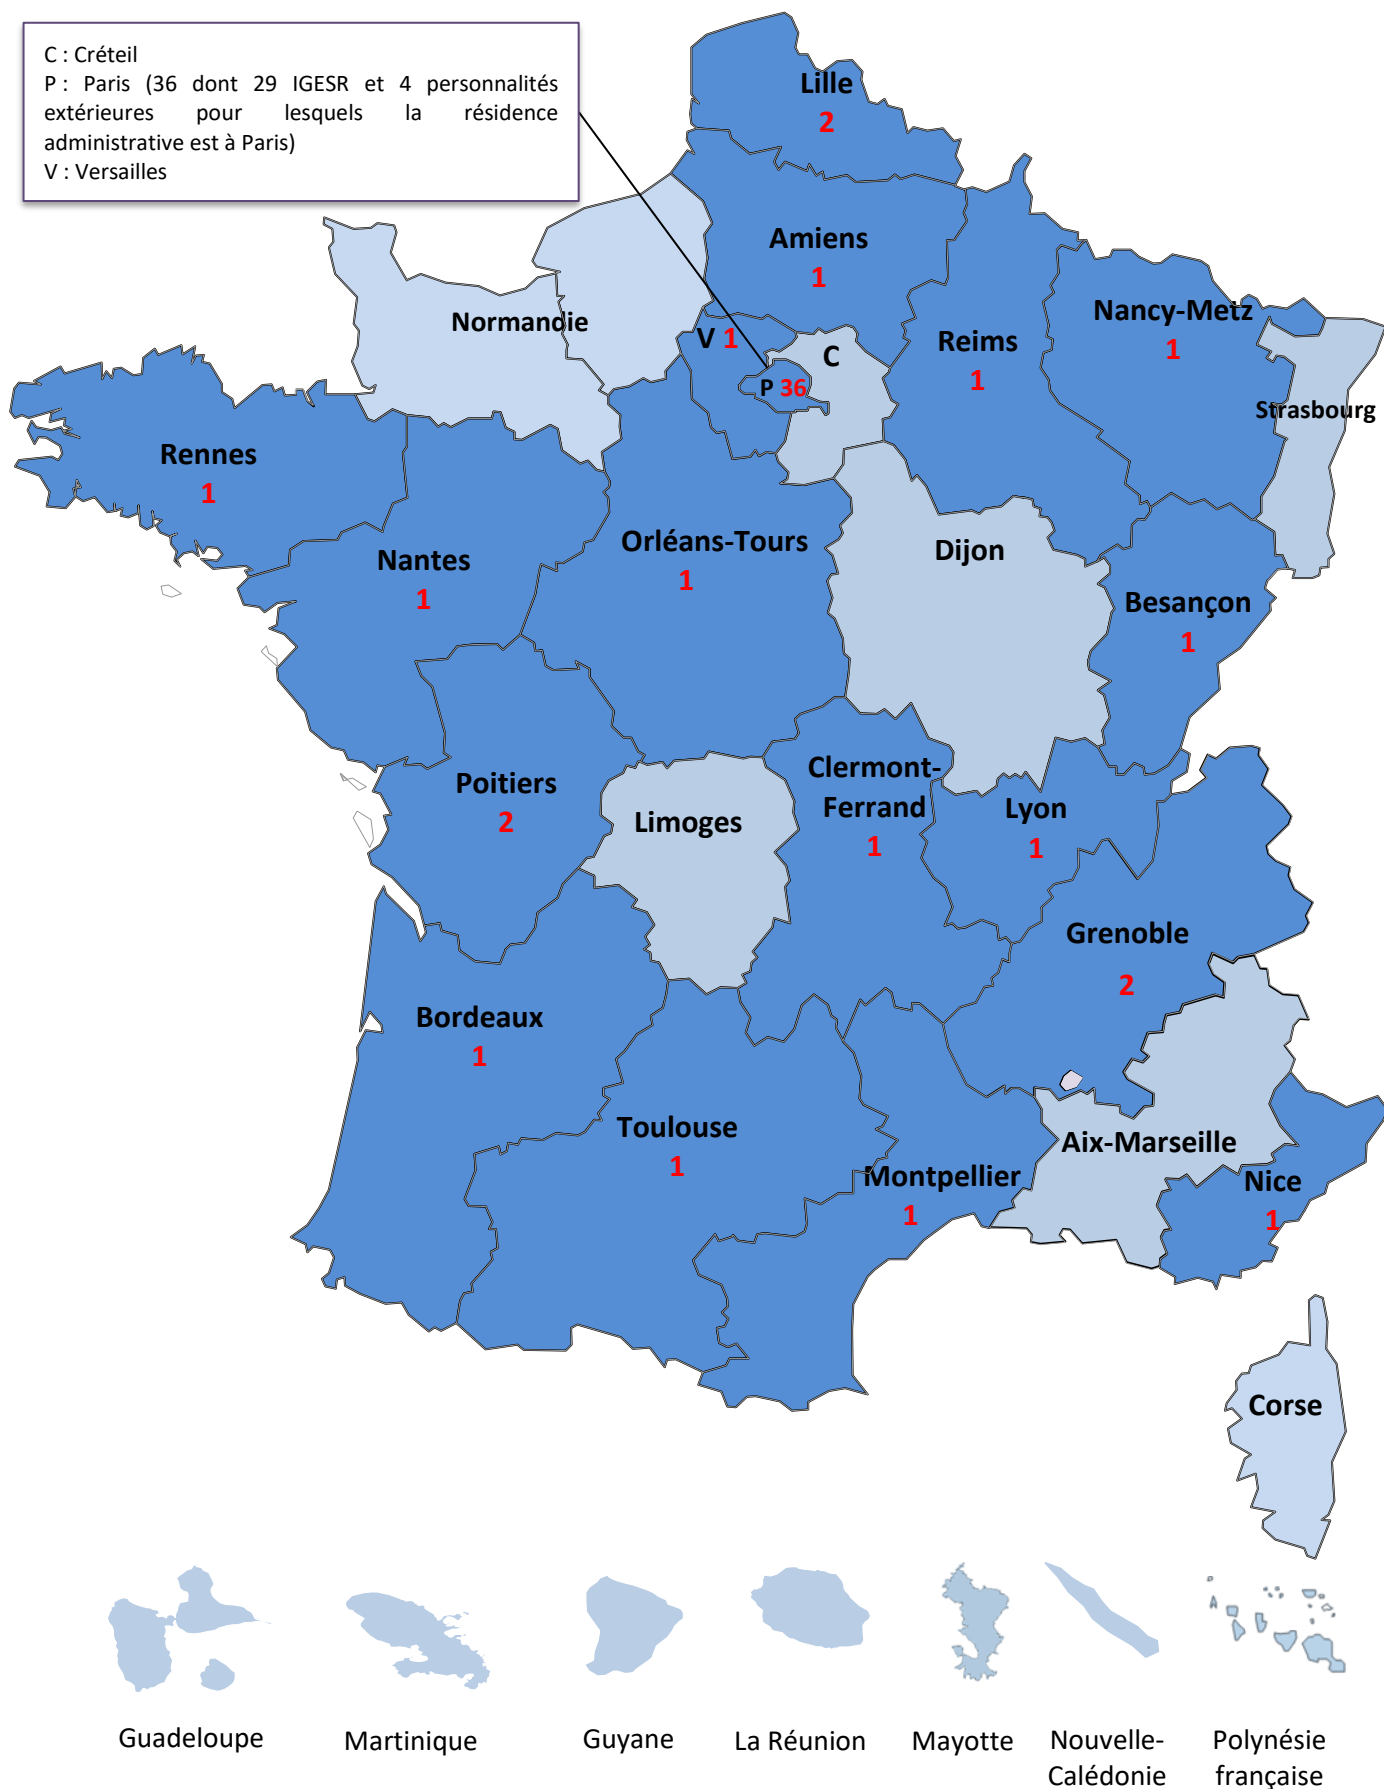 C : Créteil
P : Paris (36 dont 29 IGESR et 4 personnalités
extérieures pour lesquels la résidence
administrative est à Paris)
V : Versailles
Lille
2
Amiens
1
Normandie
V 1
C
P 36
Reims
1
Nancy-Metz
1
Strasbourg
Rennes
1
Nantes
1
Orléans-Tours
1
Dijon
Besançon
1
Poitiers
2
Limoges
Clermont-
Ferrand
1
Lyon
1
Grenoble
2
Bordeaux
1
Toulouse
1
Montpellier
1
Aix-Marseille
Nice
1
Corse
Guadeloupe
Martinique
Guyane
La Réunion
Mayotte
Nouvelle-
Calédonie
Polynésie
française